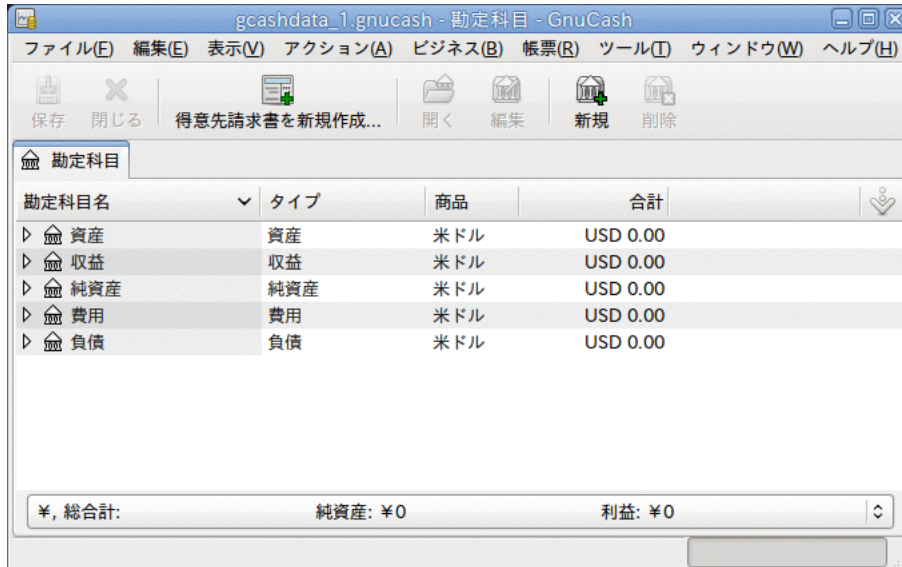 gcashdata_1.gnucash - 勘定科目 - GnuCash
ファイル(F) 編集(E) 表示(V) アクション(A) ビジネス(B) 帳票(R) ツール(T) ウィンドウ(W) ヘルプ(H)
保存 閉じる 得意先請求書を新規作成... 開く 編集 新規 削除
勘定科目
勘定科目名 タイプ 商品 合計
資産 資産 米ドル USD 0.00
収益 収益 米ドル USD 0.00
純資産 純資産 米ドル USD 0.00
費用 費用 米ドル USD 0.00
負債 負債 米ドル USD 0.00
¥, 総合計: 純資産: ¥0 利益: ¥0